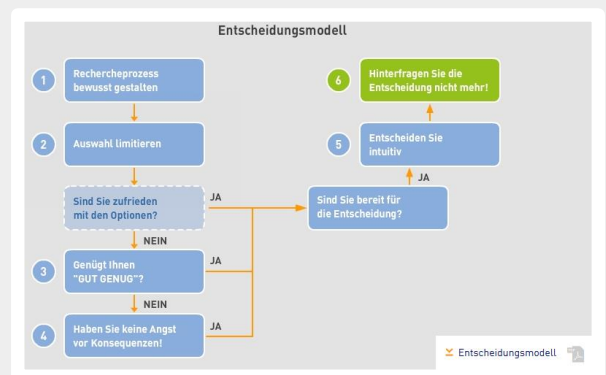 Entscheidungsmodell
1
Rechercheprozess
bewusst gestalten
2
Auswahl limitieren
Sind Sie zufrieden
mit den Optionen?
JA
NEIN
3
Genügt Ihnen
"GUT GENUG"?
JA
NEIN
4
Haben Sie keine Angst
vor Konsequenzen!
JA
Sind Sie bereit für
die Entscheidung?
JA
5
Entscheiden Sie
intuitiv
6
Hinterfragen Sie die
Entscheidung nicht mehr!
Entscheidungsmodell